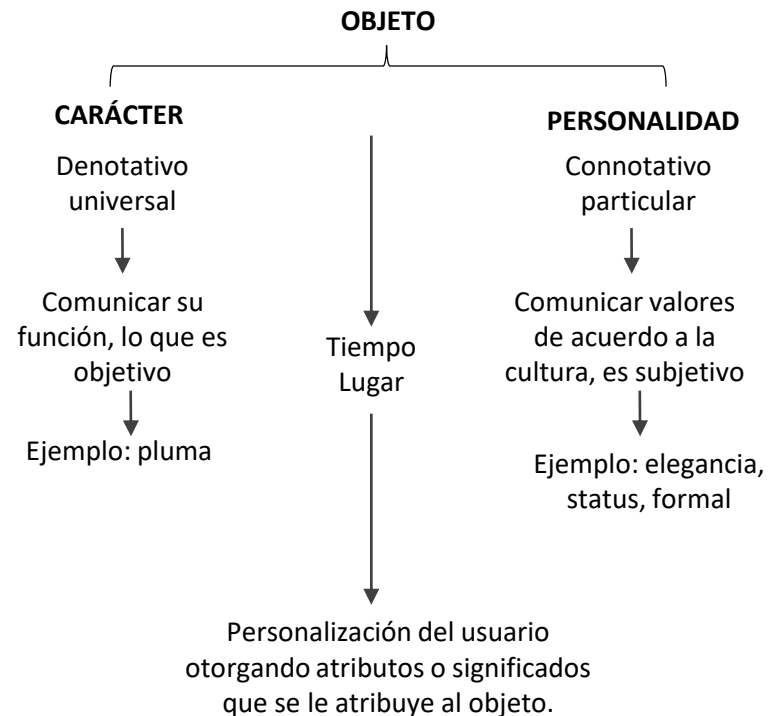 OBJETO
CARÁCTER
Denotativo
universal
Comunicar su
función, lo que es
objetivo
Ejemplo: pluma
Tiempo
Lugar
Personalización del usuario
otorgando atributos o significados
que se le atribuye al objeto.
PERSONALIDAD
Connotativo
particular
Comunicar valores
de acuerdo a la
cultura, es subjetivo
Ejemplo: elegancia,
status, formal